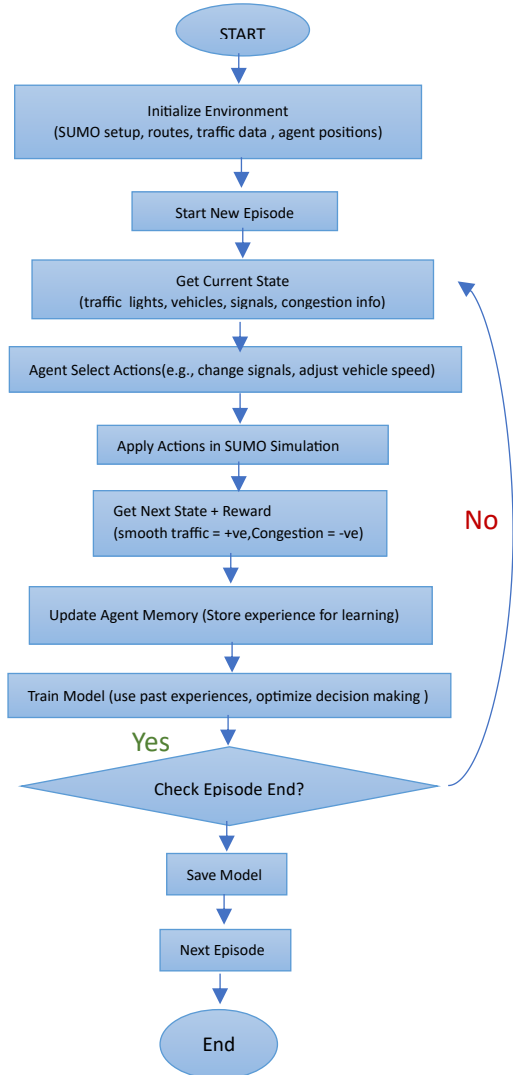 START
Initialize Environment
(SUMO setup, routes, traffic data , agent positions)
Start New Episode
Get Current State
(traffic lights, vehicles, signals, congestion info)
Agent Select Actions(e.g., change signals, adjust vehicle speed)
Apply Actions in SUMO Simulation
Get Next State + Reward
(smooth traffic = +ve,Congestion = -ve)
No
Update Agent Memory (Store experience for learning)
Train Model (use past experiences, optimize decision making )
Yes
Check Episode End?
Save Model
Next Episode
End